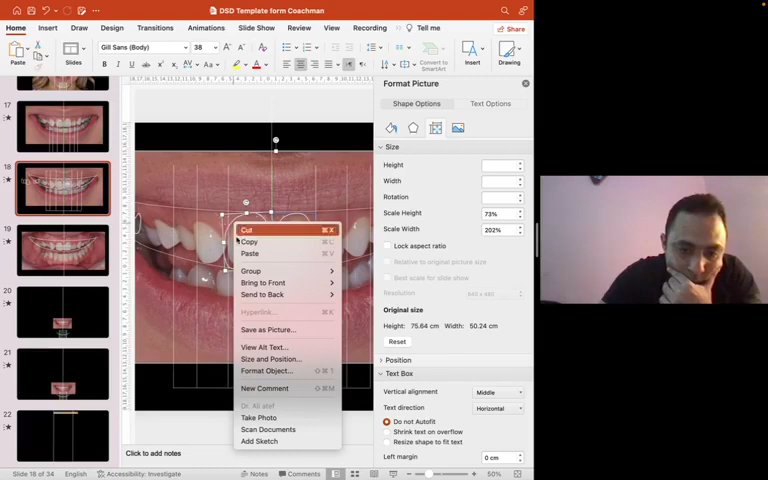 DSD Template form Coachman
Home Insert Draw Design Transitions Animations Slide Show Review View Recording Tell me Share
Paste Slides Gill Sans (Body) 38 Convert to SmartArt Insert Drawing
Format Picture
Shape Options Text Options
Size
Height
Width
Rotation
Scale Height 73%
Scale Width 202%
Lock aspect ratio
Relative to original picture size
Best scale for slide show
Resolution 640 x 480
Original size
Height: 75.64 cm Width: 50.24 cm
Reset
Position
Text Box
Vertical alignment Middle
Text direction Horizontal
Do not Autofit
Shrink text on overflow
Resize shape to fit text
Left margin 0 cm
17
18
19
20
21
22
Cut ⌘X
Copy ⌘C
Paste ⌘V
Group
Bring to Front
Send to Back
Hyperlink... ⌘K
Save as Picture...
View Alt Text...
Size and Position...
Format Object... ⇧⌘1
New Comment ⇧⌘M
Dr. Ali atef
Take Photo
Scan Documents
Add Sketch
Click to add notes
Slide 18 of 34 English Accessibility: Investigate Notes Comments 50%